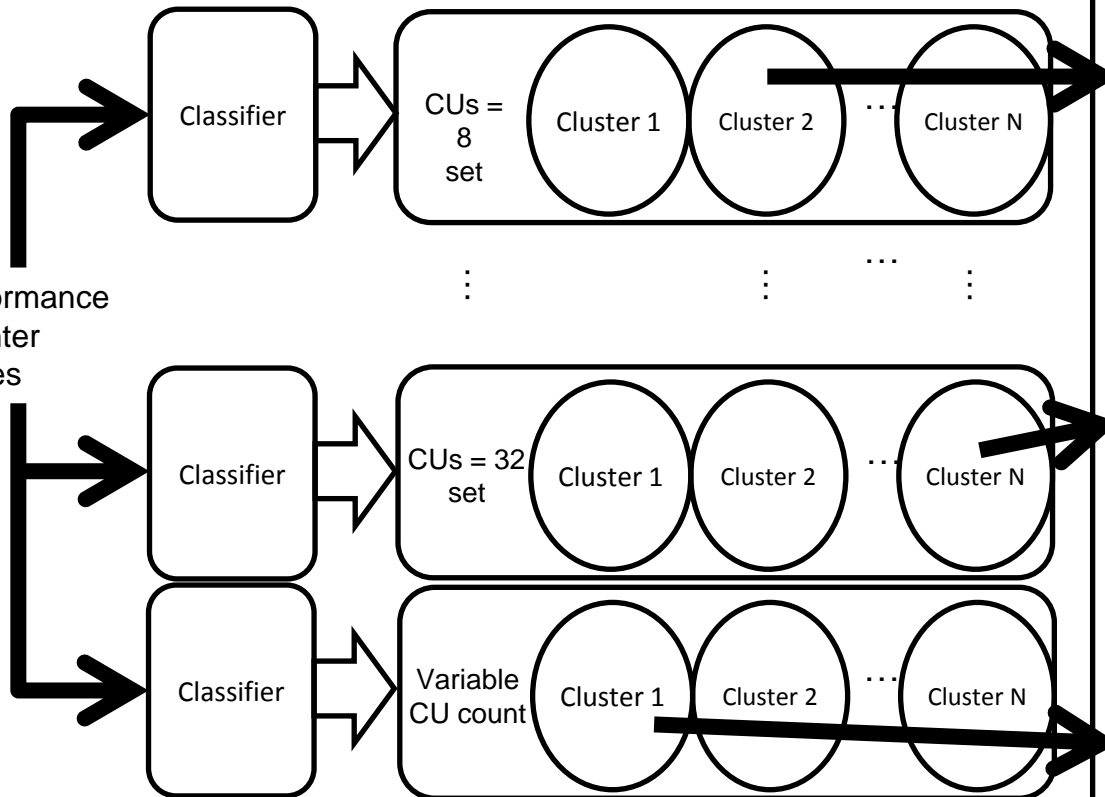 Classifier
CUs =
8
set
Cluster 1
Cluster 2
...
Cluster N
...
ormance
nter
es
Classifier
CUs = 32
set
Cluster 1
Cluster 2
...
Cluster N
Classifier
Variable
CU count
Cluster 1
Cluster 2
...
Cluster N